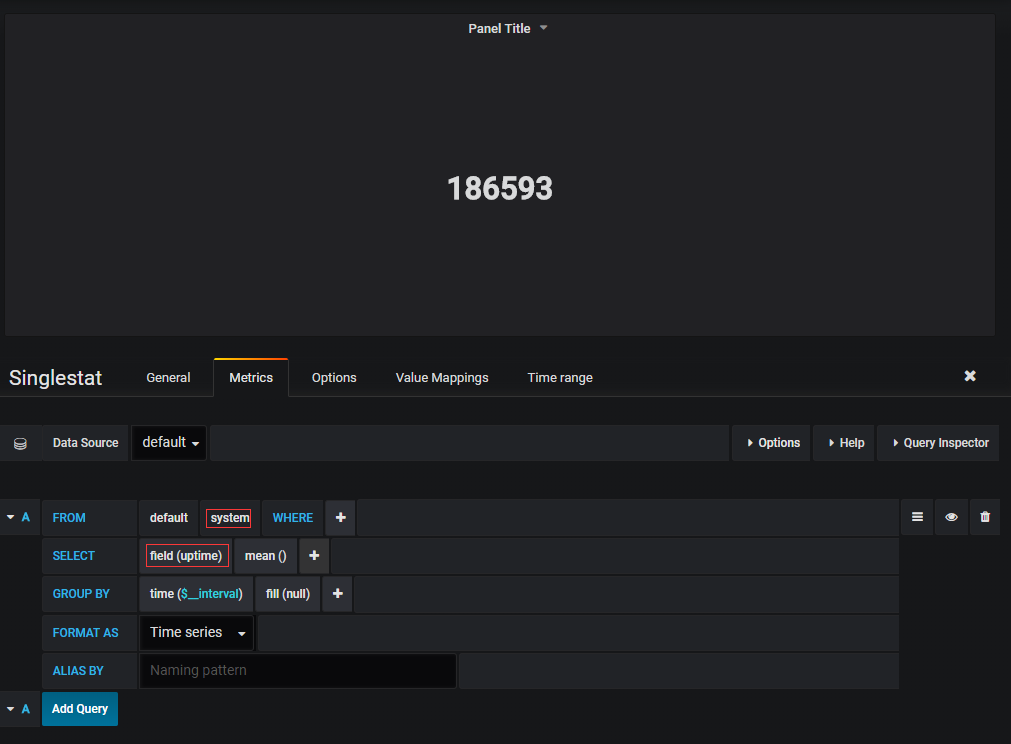 Panel Title
186593
Singlestat General Metrics Options Value Mappings Time range
Data Source default Options Help Query Inspector
A FROM default system WHERE +
SELECT field (uptime) mean () +
GROUP BY time ($__interval) fill (null) +
FORMAT AS Time series
ALIAS BY Naming pattern
A Add Query